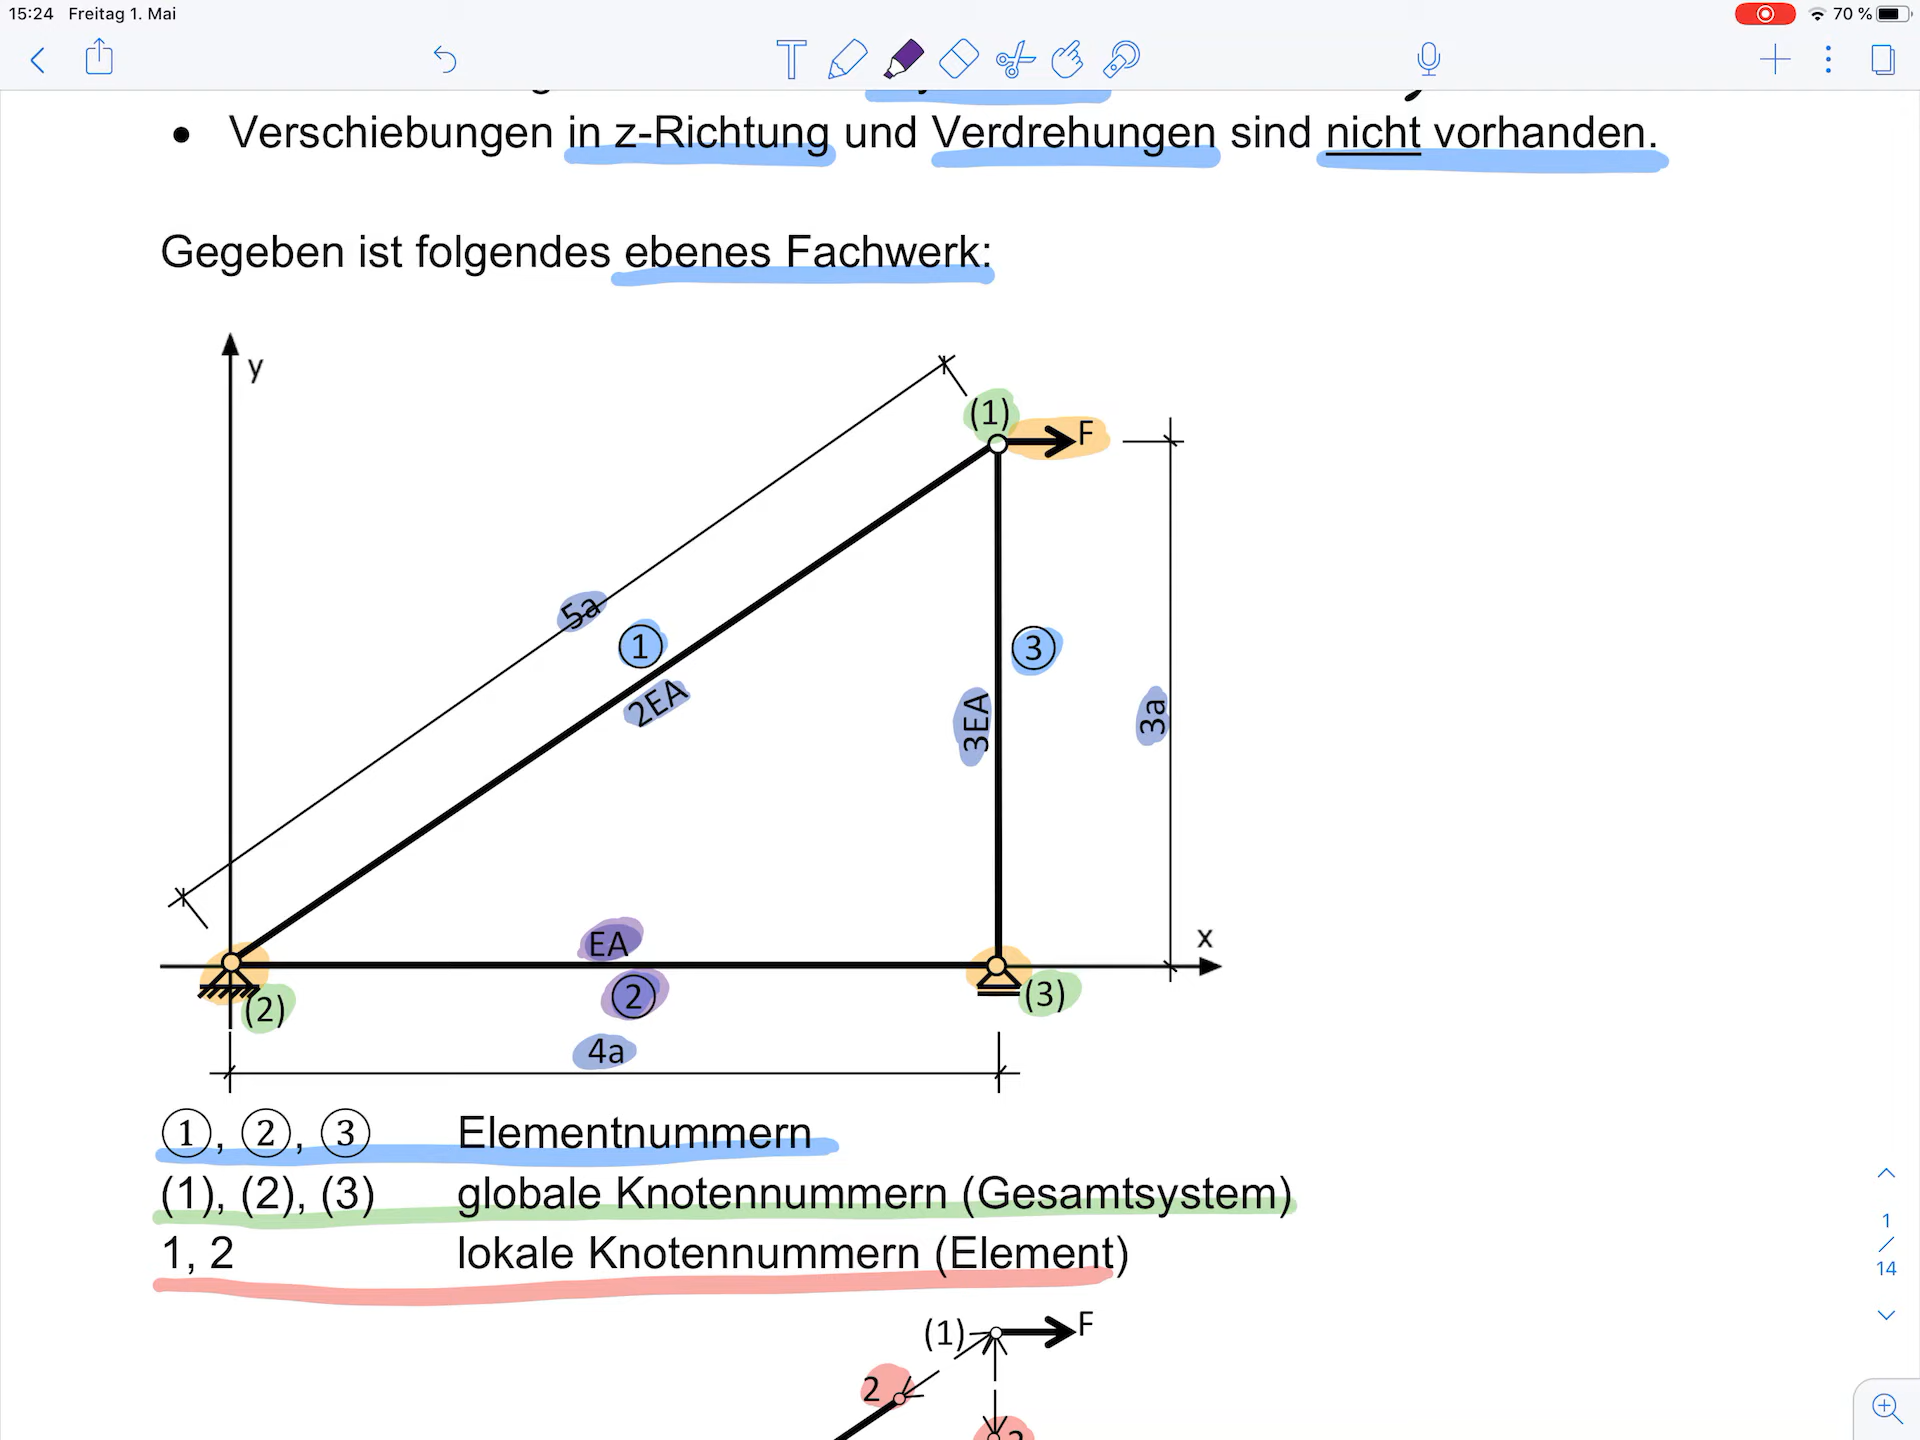 15:24 Freitag 1. Mai
70 %
• Verschiebungen in z-Richtung und Verdrehungen sind nicht vorhanden.
Gegeben ist folgendes ebenes Fachwerk:
y
(1)
F
5a
①
③
2EA
3EA
3a
EA
x
②
(2)
(3)
4a
①, ②, ③ Elementnummern
(1), (2), (3) globale Knotennummern (Gesamtsystem)
1, 2 lokale Knotennummern (Element)
1
/
14
(1)
F
2